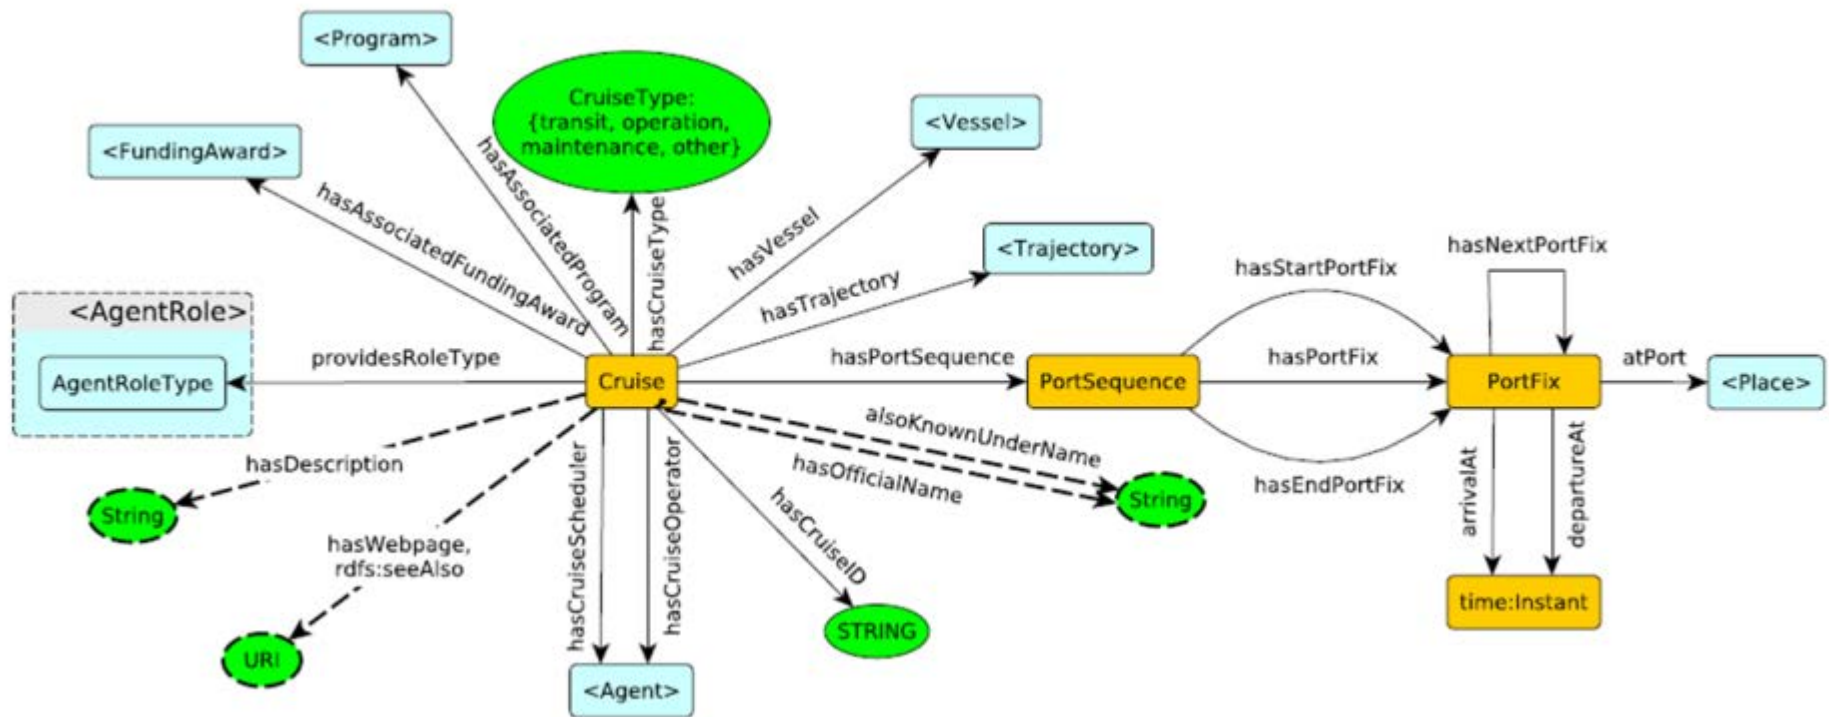 <Program>
CruiseType:
{transit, operation,
maintenance, other}
<Vessel>
<FundingAward>
hasAssociatedProgram
hasAssociatedFundingAward
hasCruiseType
hasVessel
<Trajectory>
hasTrajectory
hasNextPortFix
hasStartPortFix
<AgentRole>
AgentRoleType
providesRoleType
Cruise
hasPortSequence
PortSequence
hasPortFix
PortFix
atPort
<Place>
hasDescription
String
hasWebpage,
rdfs:seeAlso
URI
hasCruiseScheduler
hasCruiseOperator
<Agent>
hasCruiseID
STRING
alsoKnownUnderName
hasOfficialName
String
hasEndPortFix
arrivalAt
departureAt
time:Instant